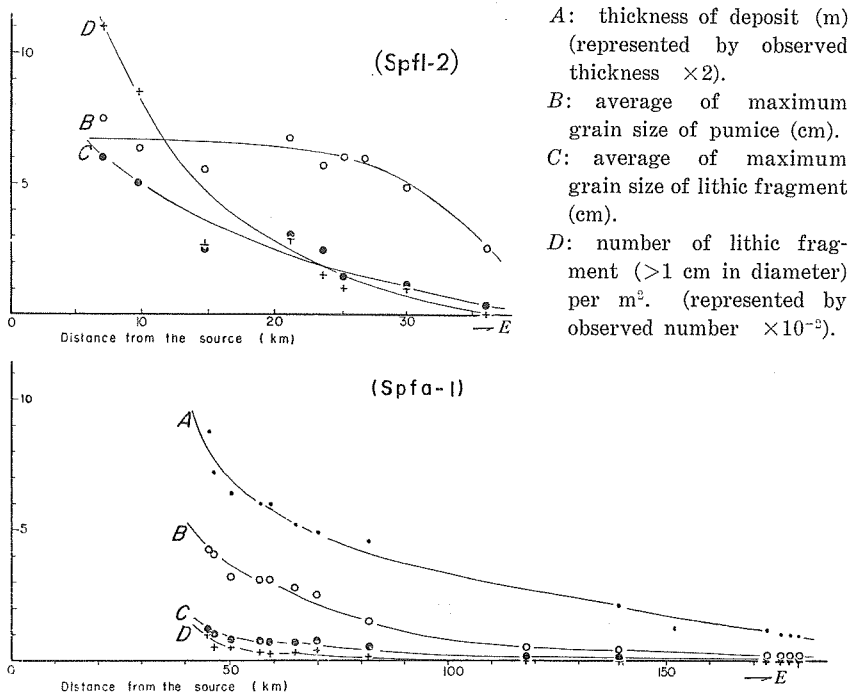 10
5
0
D
B
C
(Spfl-2)
10
20
30
→ E
Distance from the source (km)
A: thickness of deposit (m)
(represented by observed
thickness ×2).
B: average of maximum
grain size of pumice (cm).
C: average of maximum
grain size of lithic fragment
(cm).
D: number of lithic frag-
ment (>1 cm in diameter)
per m². (represented by
observed number ×10⁻²).
(Spfa-1)
10
5
A
B
C
D
0
50
100
150
→ E
Distance from the source (km)